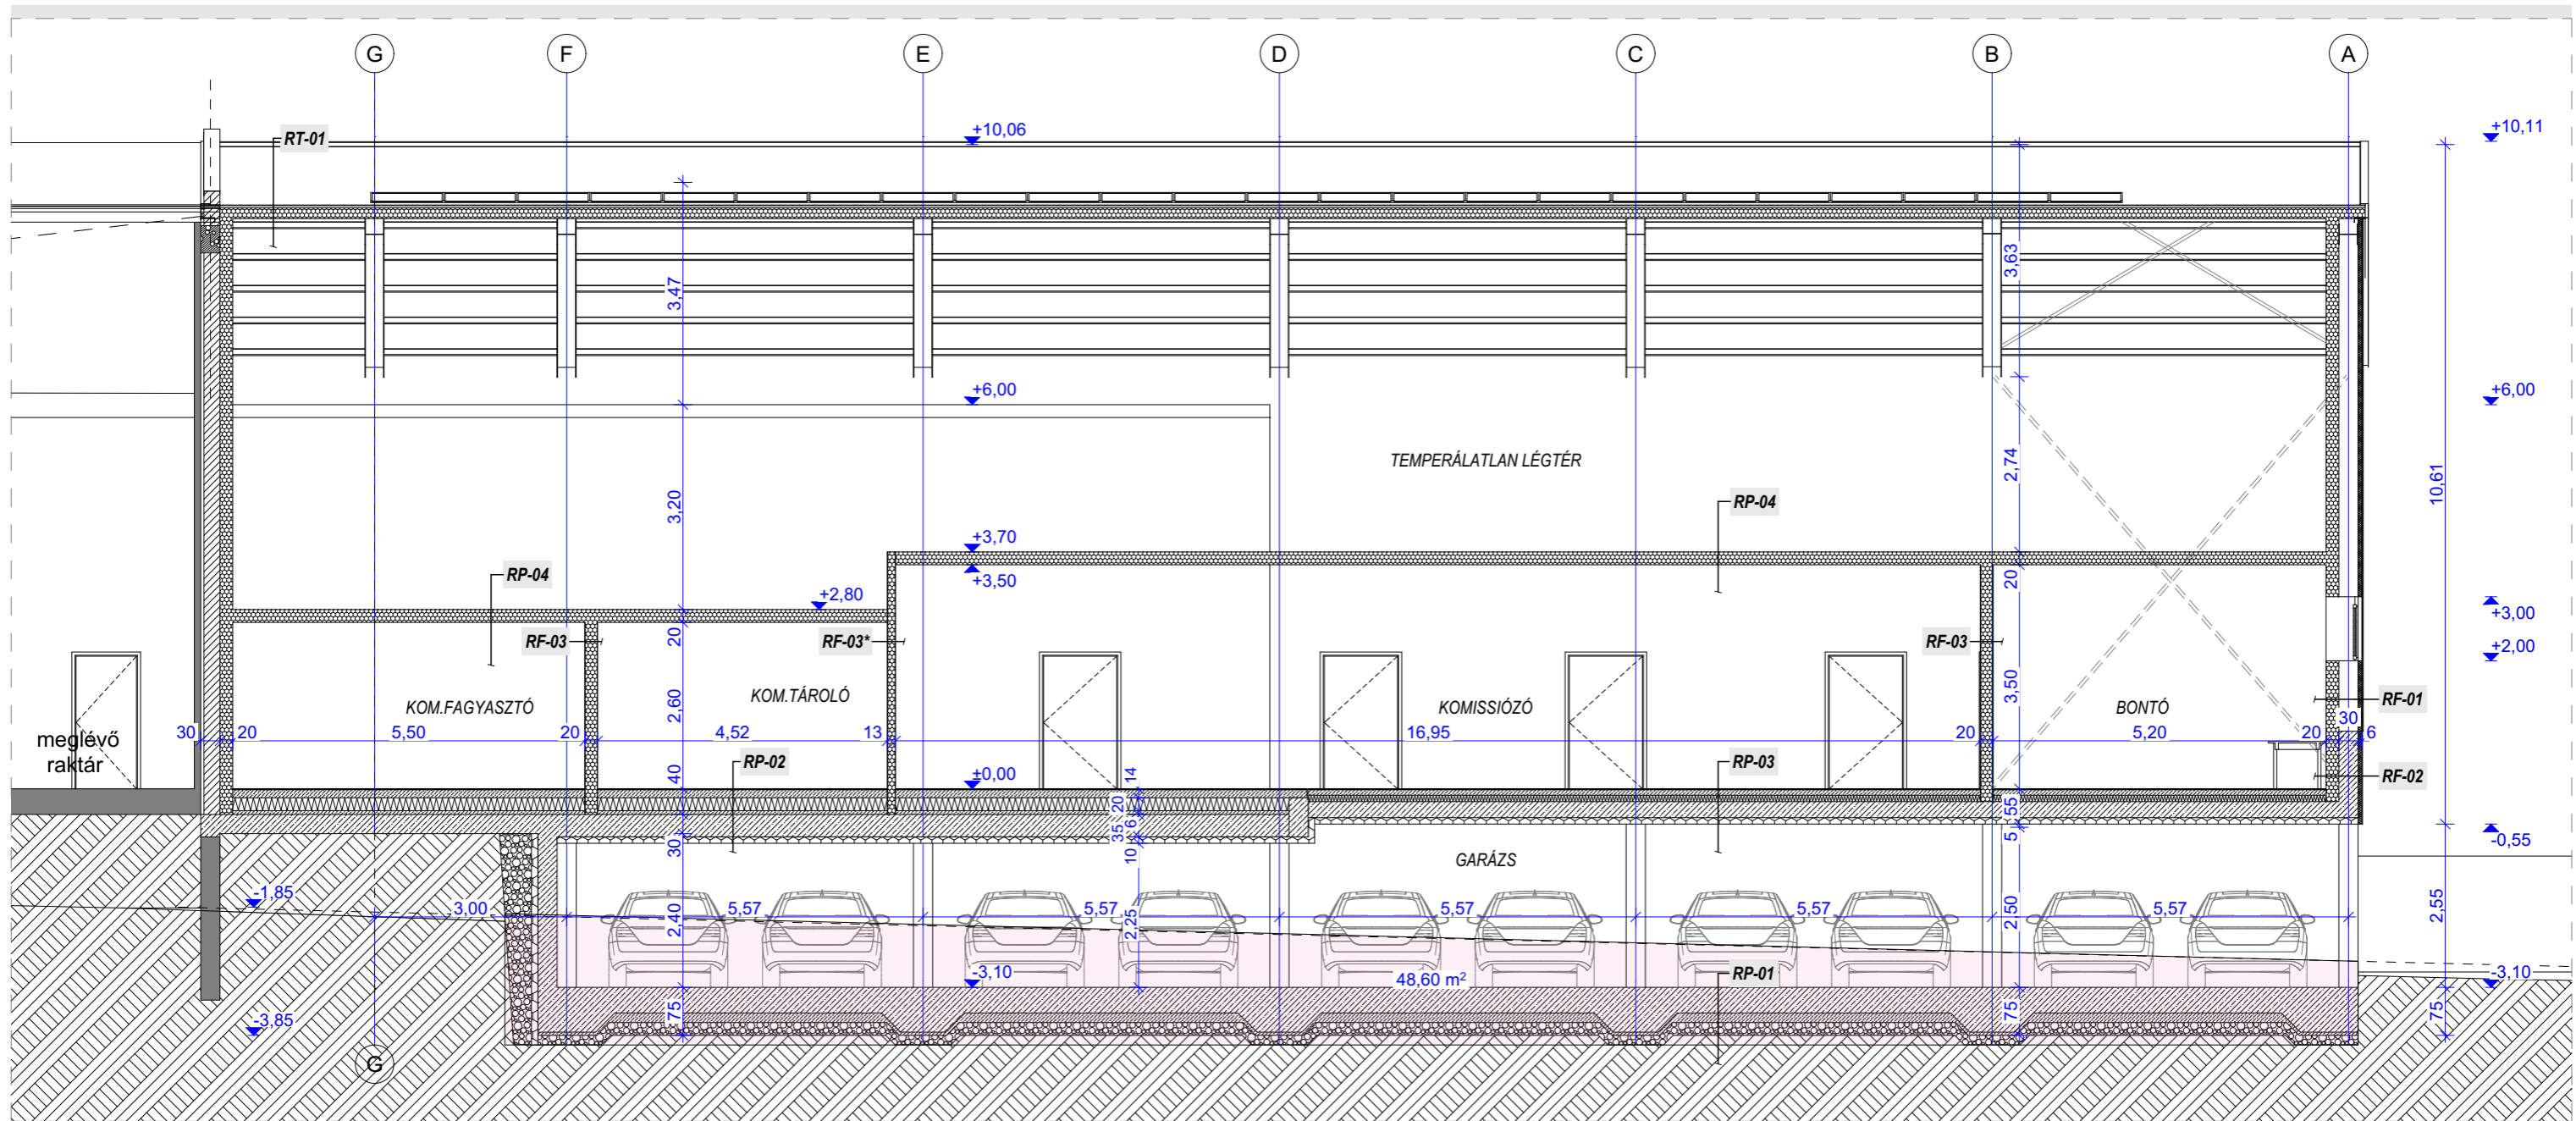 G
F
E
D
C
B
A
RT-01
+10,06
+10,11
3,47
3,63
+6,00
+6,00
TEMPERÁLATLAN LÉGTÉR
2,74
10,61
3,20
RP-04
+3,70
+3,50
RP-04
20
+2,80
+3,00
RF-03
20
RF-03*
RF-03
+2,00
KOM.FAGYASZTÓ
KOM.TÁROLÓ
2,60
KOMISSIÓZÓ
3,50
BONTÓ
RF-01
meglévő
raktár
30
20
5,50
20
4,52
13
16,95
20
5,20
20
30
6
RP-02
RP-03
RF-02
40
±0,00
14
20
6
35
55
30
10
5
GARÁZS
-0,55
-1,85
3,00
5,57
5,57
5,57
5,57
5,57
2,40
2,25
2,50
2,55
-3,10
48,60 m²
RP-01
-3,10
75
75
75
-3,85
G